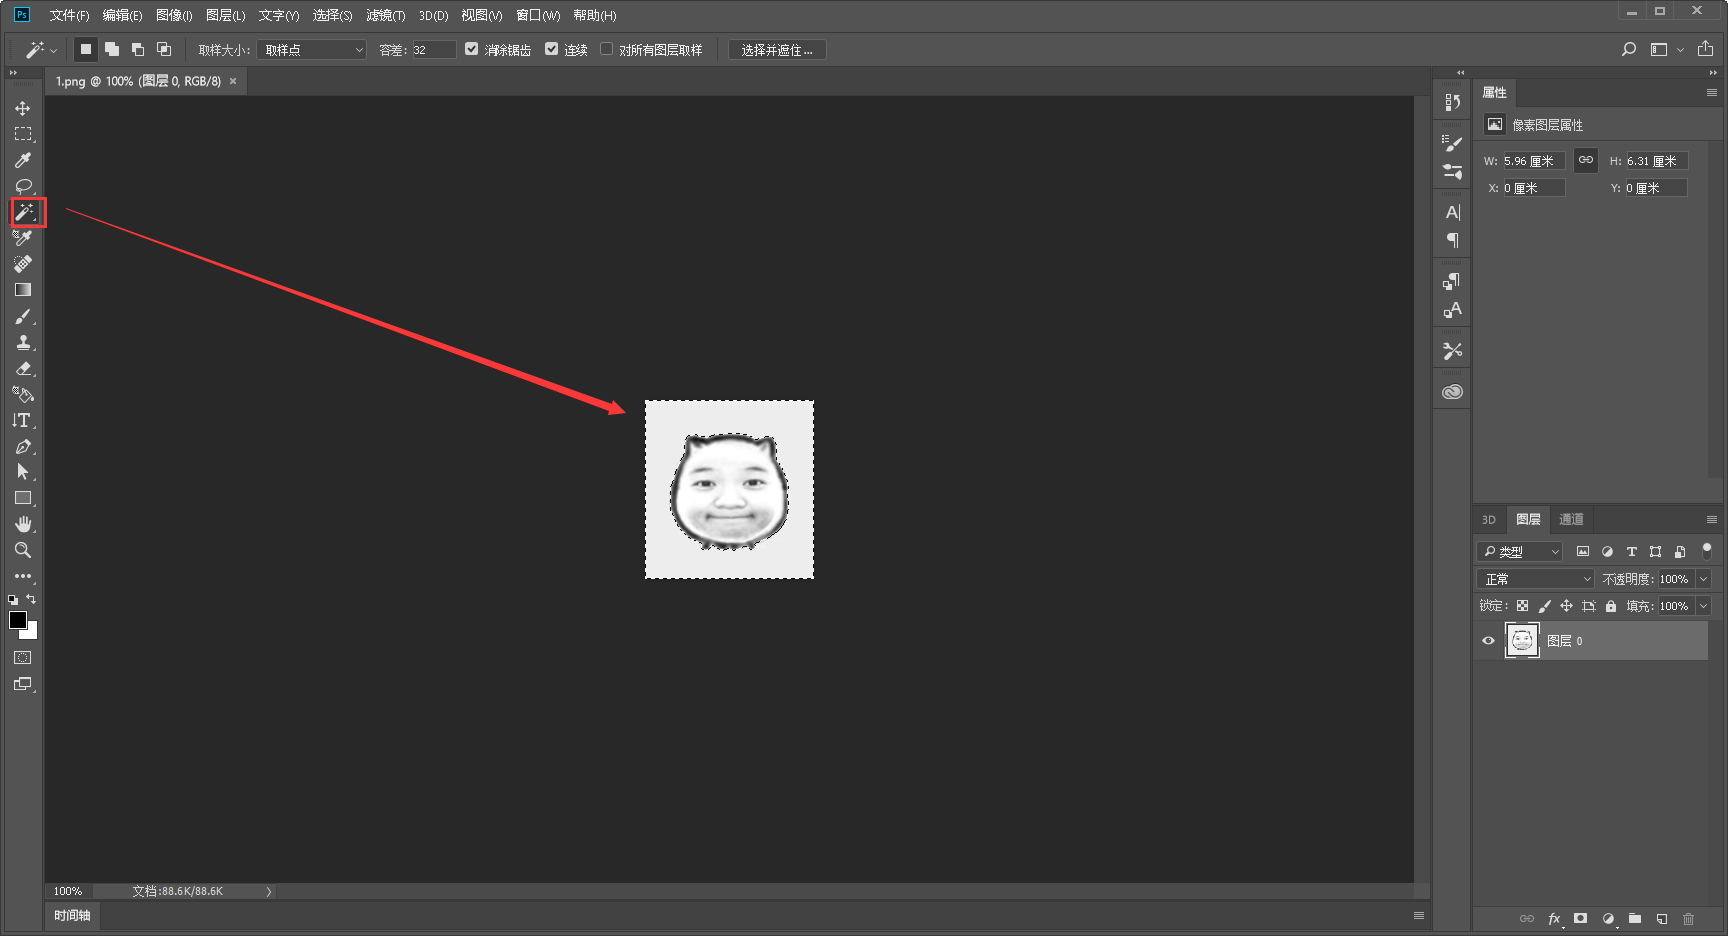 Ps 文件(F) 编辑(E) 图像(I) 图层(L) 文字(Y) 选择(S) 滤镜(T) 3D(D) 视图(V) 窗口(W) 帮助(H)
取样大小: 取样点 容差: 32 消除锯齿 连续 对所有图层取样 选择并遮住 ...
1.png @ 100% (图层 0, RGB/8) ×
属性
像素图层属性
W: 5.96 厘米 H: 6.31 厘米
X: 0 厘米 Y: 0 厘米
3D 图层 通道
类型
正常 不透明度: 100%
锁定: 填充: 100%
图层 0
100% 文档:88.6K/88.6K
时间轴